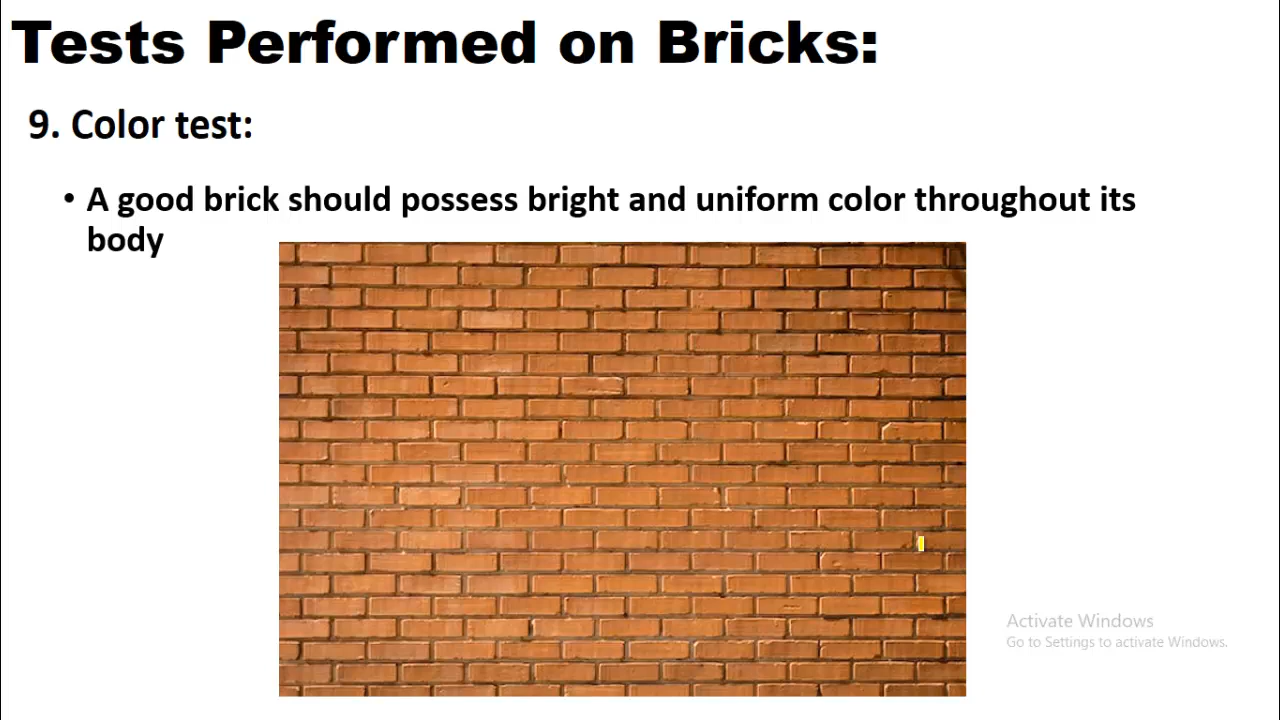 Tests Performed on Bricks:
9. Color test:
• A good brick should possess bright and uniform color throughout its
body
Activate Windows
Go to Settings to activate Windows.